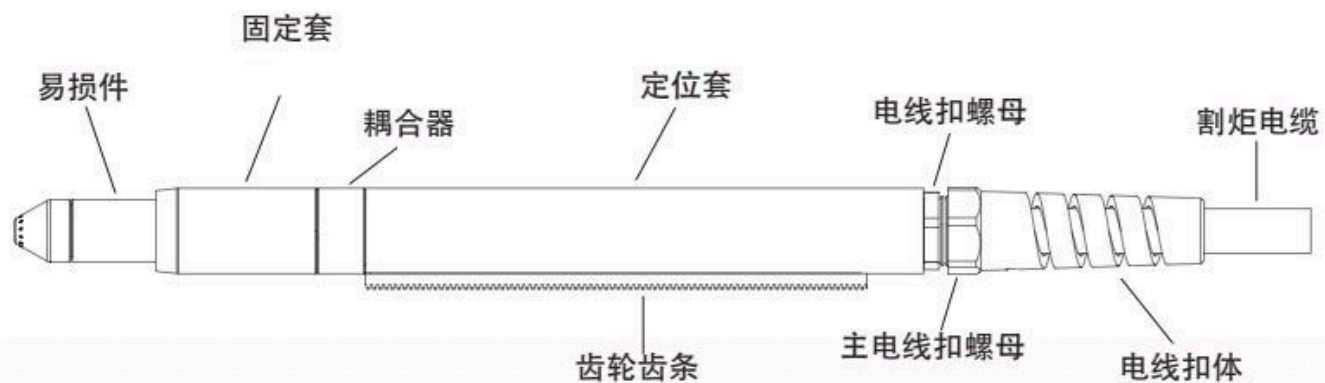 固定套
易损件
耦合器
定位套
电线扣螺母
割炬电缆
齿轮齿条
主电线扣螺母
电线扣体